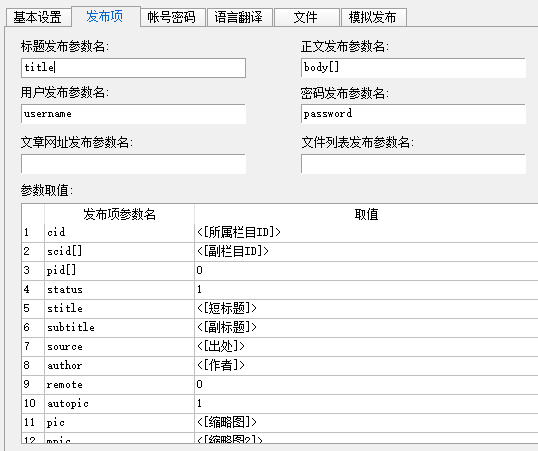 基本设置 发布项 帐号密码 语言翻译 文件 模拟发布
标题发布参数名: 正文发布参数名:
title body[]
用户发布参数名: 密码发布参数名:
username password
文章网址发布参数名: 文件列表发布参数名:
参数取值:
发布项参数名 取值
1 cid <[所属栏目ID]>
2 scid[] <[副栏目ID]>
3 pid[] 0
4 status 1
5 stitle <[短标题]>
6 subtitle <[副标题]>
7 source <[出处]>
8 author <[作者]>
9 remote 0
10 autopic 1
11 pic <[缩略图]>
12 mpic <[缩略图2]>